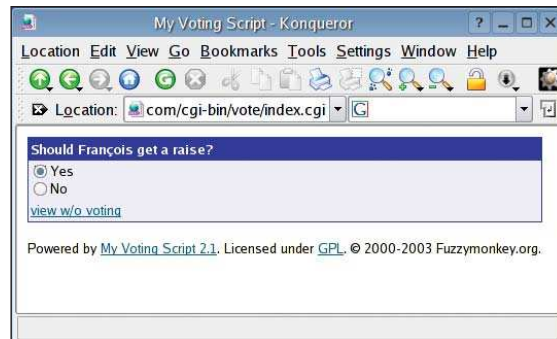 My Voting Script - Konqueror
Location Edit View Go Bookmarks Tools Settings Window Help
Location: com/cgi-bin/vote/index.cgi
Should François get a raise?
Yes
No
view w/o voting
Powered by My Voting Script 2.1. Licensed under GPL. © 2000-2003 Fuzzymonkey.org.